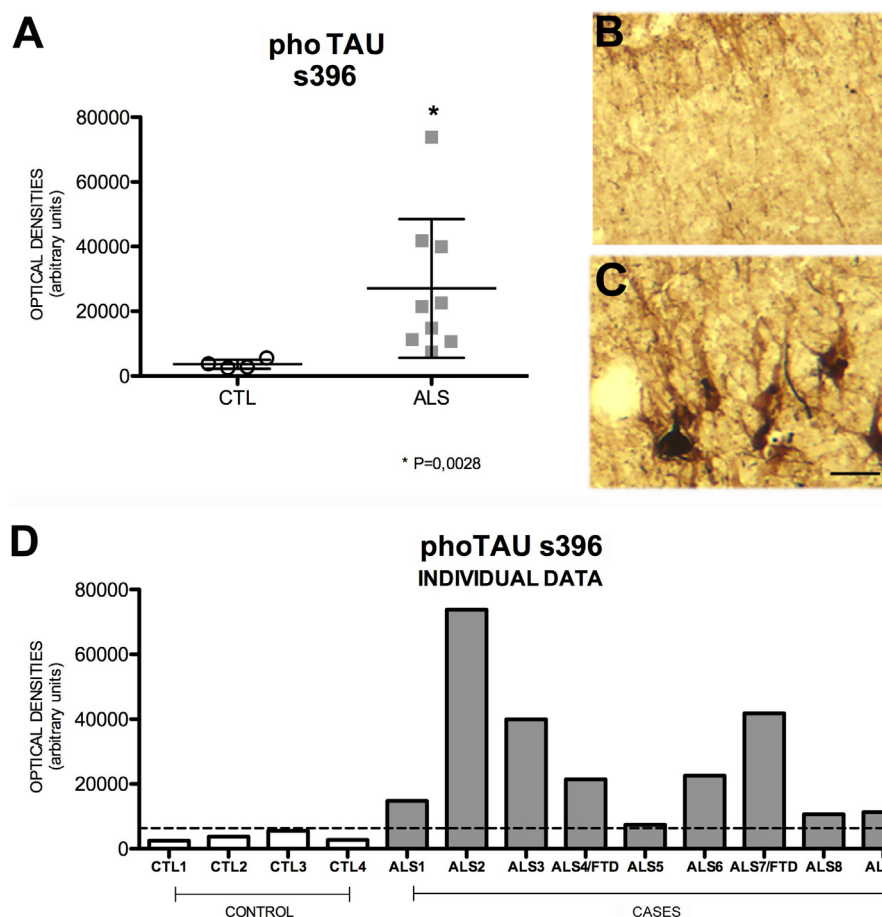 A
pho TAU
s396
OPTICAL DENSITIES
(arbitrary units)
80000
60000
40000
20000
0
*
CTL
ALS
* P=0,0028
B
C
D
phoTAU s396
INDIVIDUAL DATA
OPTICAL DENSITIES
(arbitrary units)
80000
60000
40000
20000
0
CTL1 CTL2 CTL3 CTL4 ALS1 ALS2 ALS3 ALS4/FTD ALS5 ALS6 ALS7/FTD ALS8
CONTROL
CASES